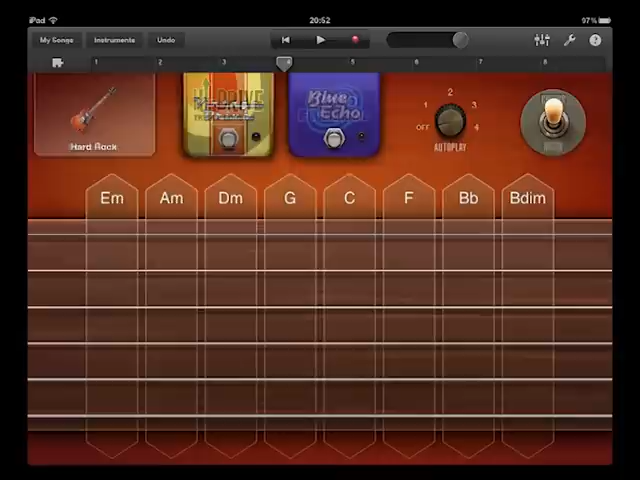 iPod 20:52 97%
My Songs Instruments Undo
1 2 3 4 5 6 7 8
Blue Echo
1 2 3 4
OFF
AUTOPLAY
Hard Rock
Em Am Dm G C F Bb Bdim